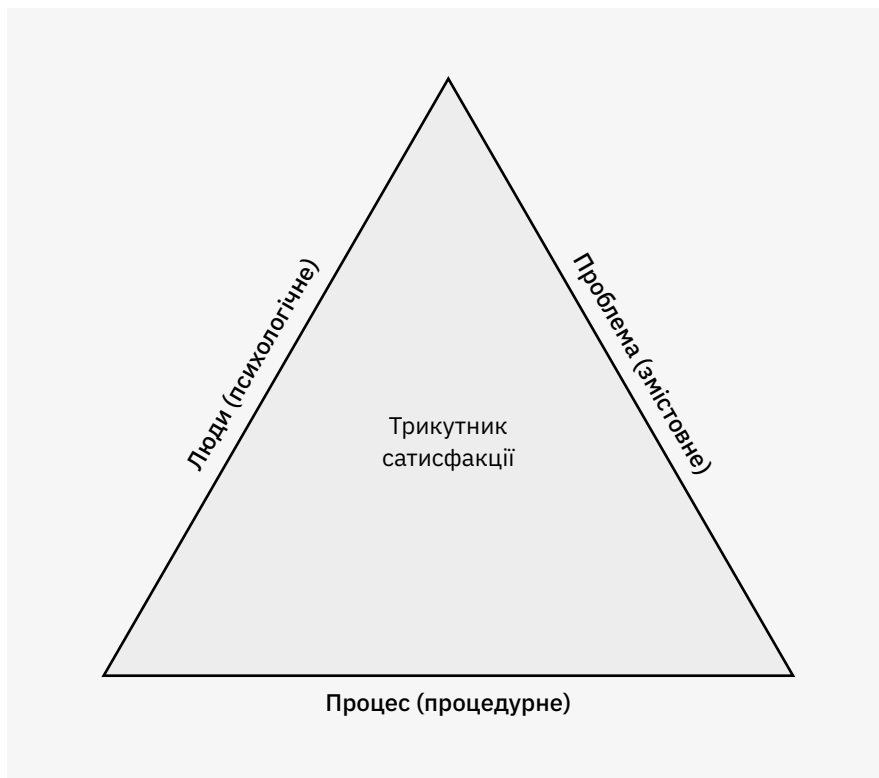 Люди (психологічне)
Проблема (змістовне)
Трикутник
сатисфакції
Процес (процедурне)